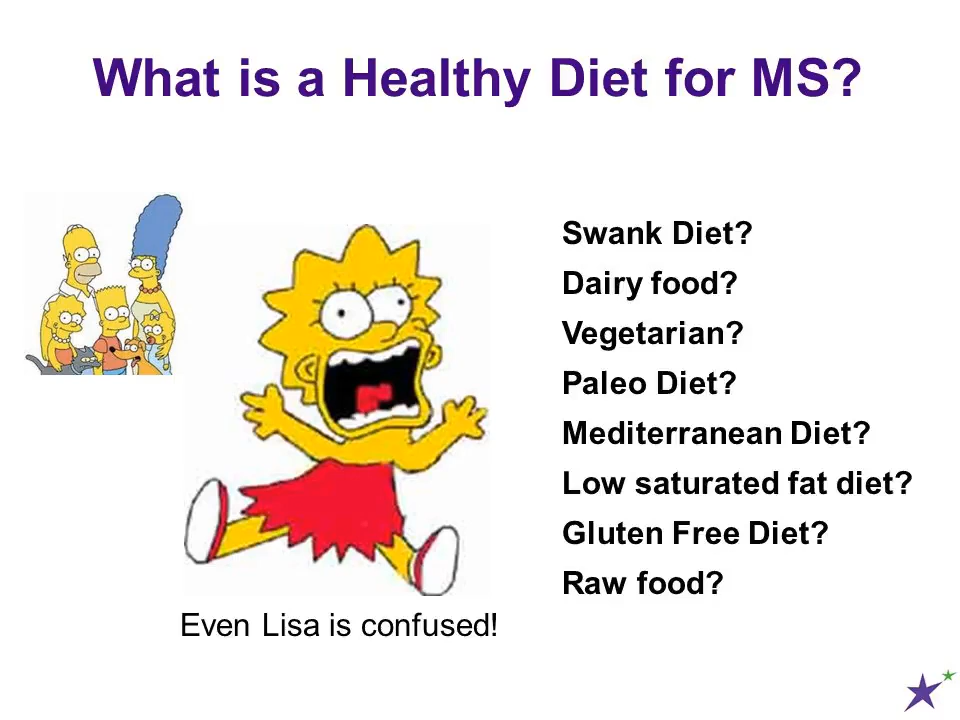 What is a Healthy Diet for MS?
Swank Diet?
Dairy food?
Vegetarian?
Paleo Diet?
Mediterranean Diet?
Low saturated fat diet?
Gluten Free Diet?
Raw food?
Even Lisa is confused!